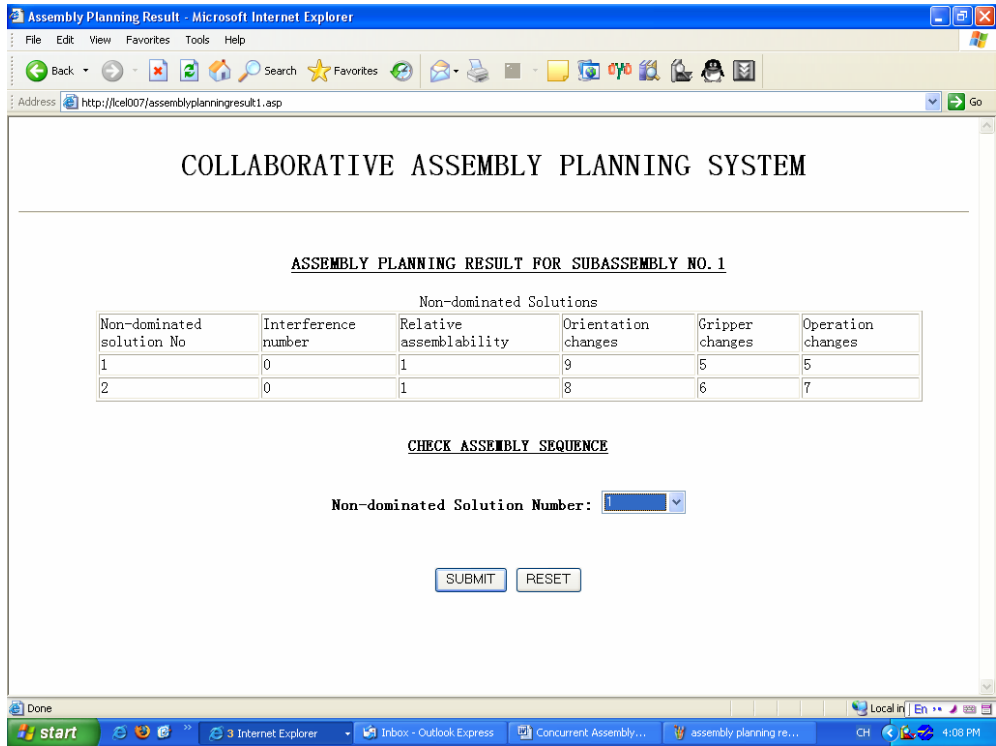 Assembly Planning Result - Microsoft Internet Explorer
File Edit View Favorites Tools Help
Back Search Favorites
Address http://lcel007/assemblyplanningresult1.asp Go
COLLABORATIVE ASSEMBLY PLANNING SYSTEM
ASSEMBLY PLANNING RESULT FOR SUBASSEMBLY NO.1
Non-dominated Solutions
Non-dominated solution No Interference number Relative assemblability Orientation changes Gripper changes Operation changes
1 0 1 9 5 5
2 0 1 8 6 7
CHECK ASSEMBLY SEQUENCE
Non-dominated Solution Number: 1
SUBMIT RESET
Done Local in En
start 3 Internet Explorer Inbox - Outlook Express Concurrent Assembly... assembly planning re... CH 4:08 PM